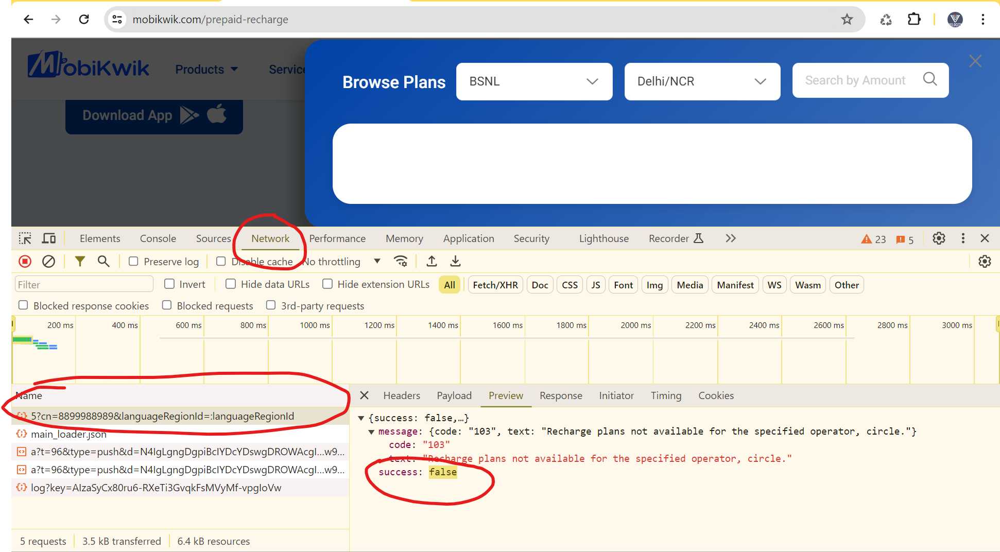 mobikwik.com/prepaid-recharge
VELOCITY
MobiKwik
Products
Service
Download App
Browse Plans
BSNL
Delhi/NCR
Search by Amount
Elements Console Sources Network Performance Memory Application Security Lighthouse Recorder 23 5
Preserve log Disable cache No throttling
Filter Invert Hide data URLs Hide extension URLs All Fetch/XHR Doc CSS JS Font Img Media Manifest WS Wasm Other
Blocked response cookies Blocked requests 3rd-party requests
200 ms 400 ms 600 ms 800 ms 1000 ms 1200 ms 1400 ms 1600 ms 1800 ms 2000 ms 2200 ms 2400 ms 2600 ms 2800 ms 3000 ms
Name
5?cn=8899988989&languageRegionId=:languageRegionId
main_loader.json
a?t=96&type=push&d=N4IgLgngDgpiBcIYDcYDswgDROWAcgI...w9...
a?t=96&type=push&d=N4IgLgngDgpiBcIYDcYDswgDROWAcgI...w9...
log?key=AIzaSyCx80ru6-RXeTi3GvqkFsMVyMf-vpgIoVw
5 requests 3.5 kB transferred 6.4 kB resources
Headers Payload Preview Response Initiator Timing Cookies
{success: false,…}
message: {code: "103", text: "Recharge plans not available for the specified operator, circle."}
code: "103"
text: "Recharge plans not available for the specified operator, circle."
success: false